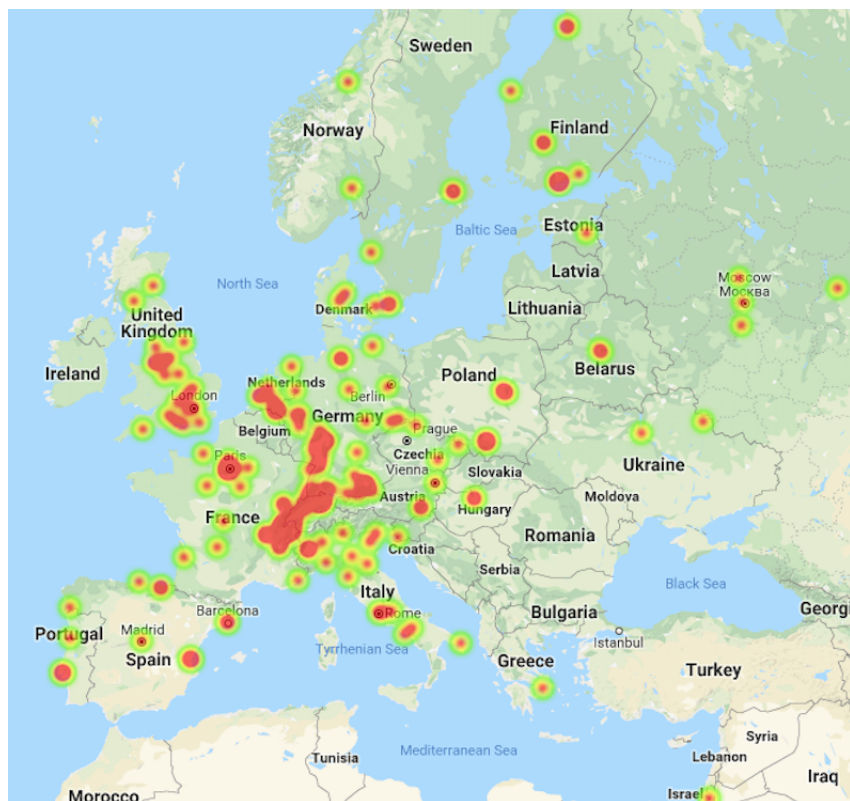 Sweden
Norway
Finland
Baltic Sea
Estonia
North Sea
Latvia
Moscow
Москва
Denmark
Lithuania
United
Kingdom
Ireland
Belarus
Netherlands
Poland
London
Berlin
Germany
Belgium
Prague
Czechia
Paris
Vienna
Slovakia
Ukraine
Austria
Hungary
Moldova
France
Croatia
Romania
Serbia
Italy
Black Sea
Barcelona
Rome
Bulgaria
Georgi
Portugal
Madrid
Istanbul
Tyrrhenian Sea
Spain
Greece
Turkey
Syria
Mediterranean Sea
Tunisia
Lebanon
Iraq
Israel
Morocco